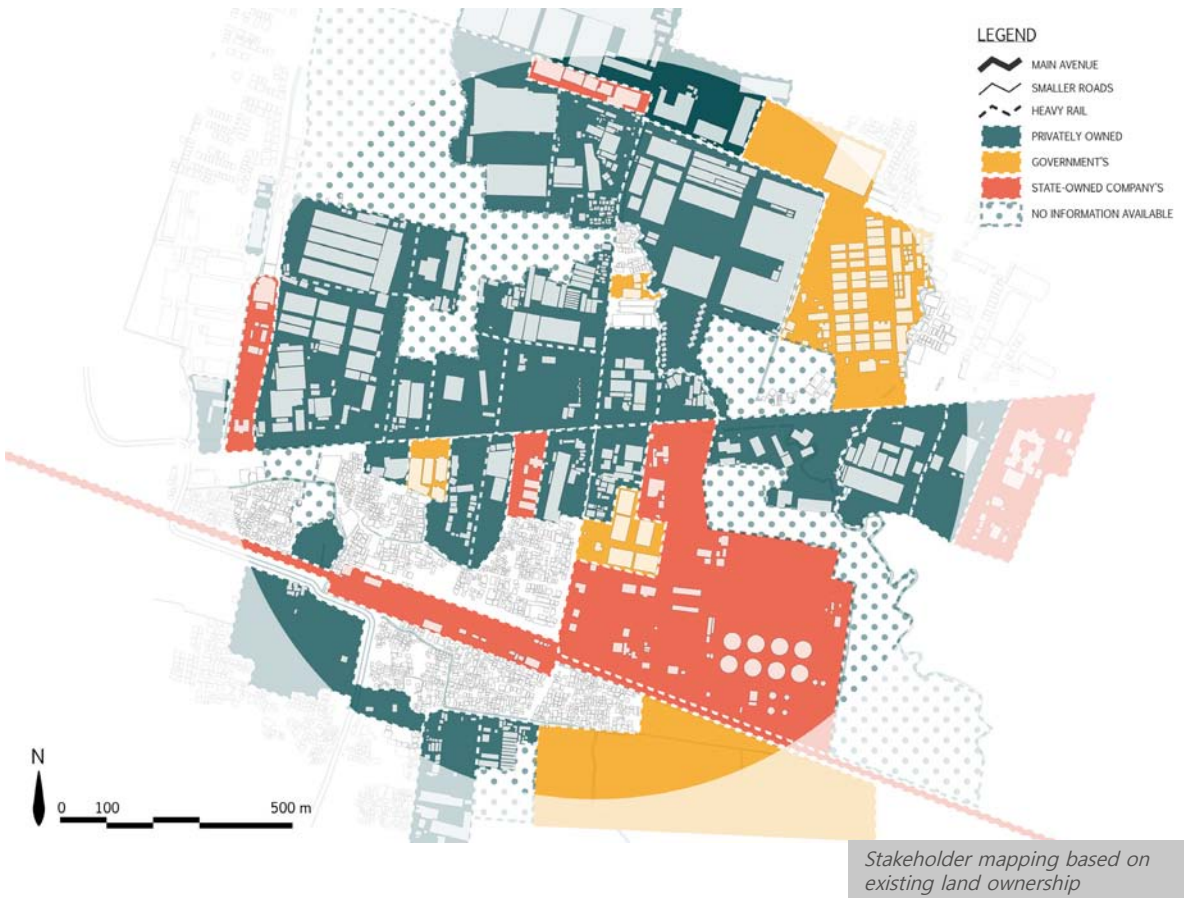 LEGEND
MAIN AVENUE
SMALLER ROADS
HEAVY RAIL
PRIVATELY OWNED
GOVERNMENT'S
STATE-OWNED COMPANY'S
NO INFORMATION AVAILABLE
N
0 100 500 m
Stakeholder mapping based on
existing land ownership